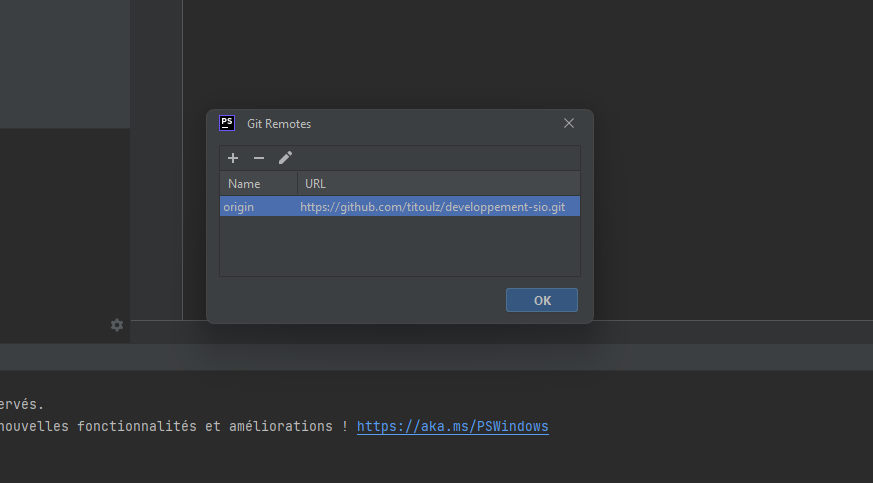 PS
Git Remotes
Name URL
origin https://github.com/titoulz/developpement-sio.git
OK
ervés.
nouvelles fonctionnalités et améliorations ! https://aka.ms/PSWindows